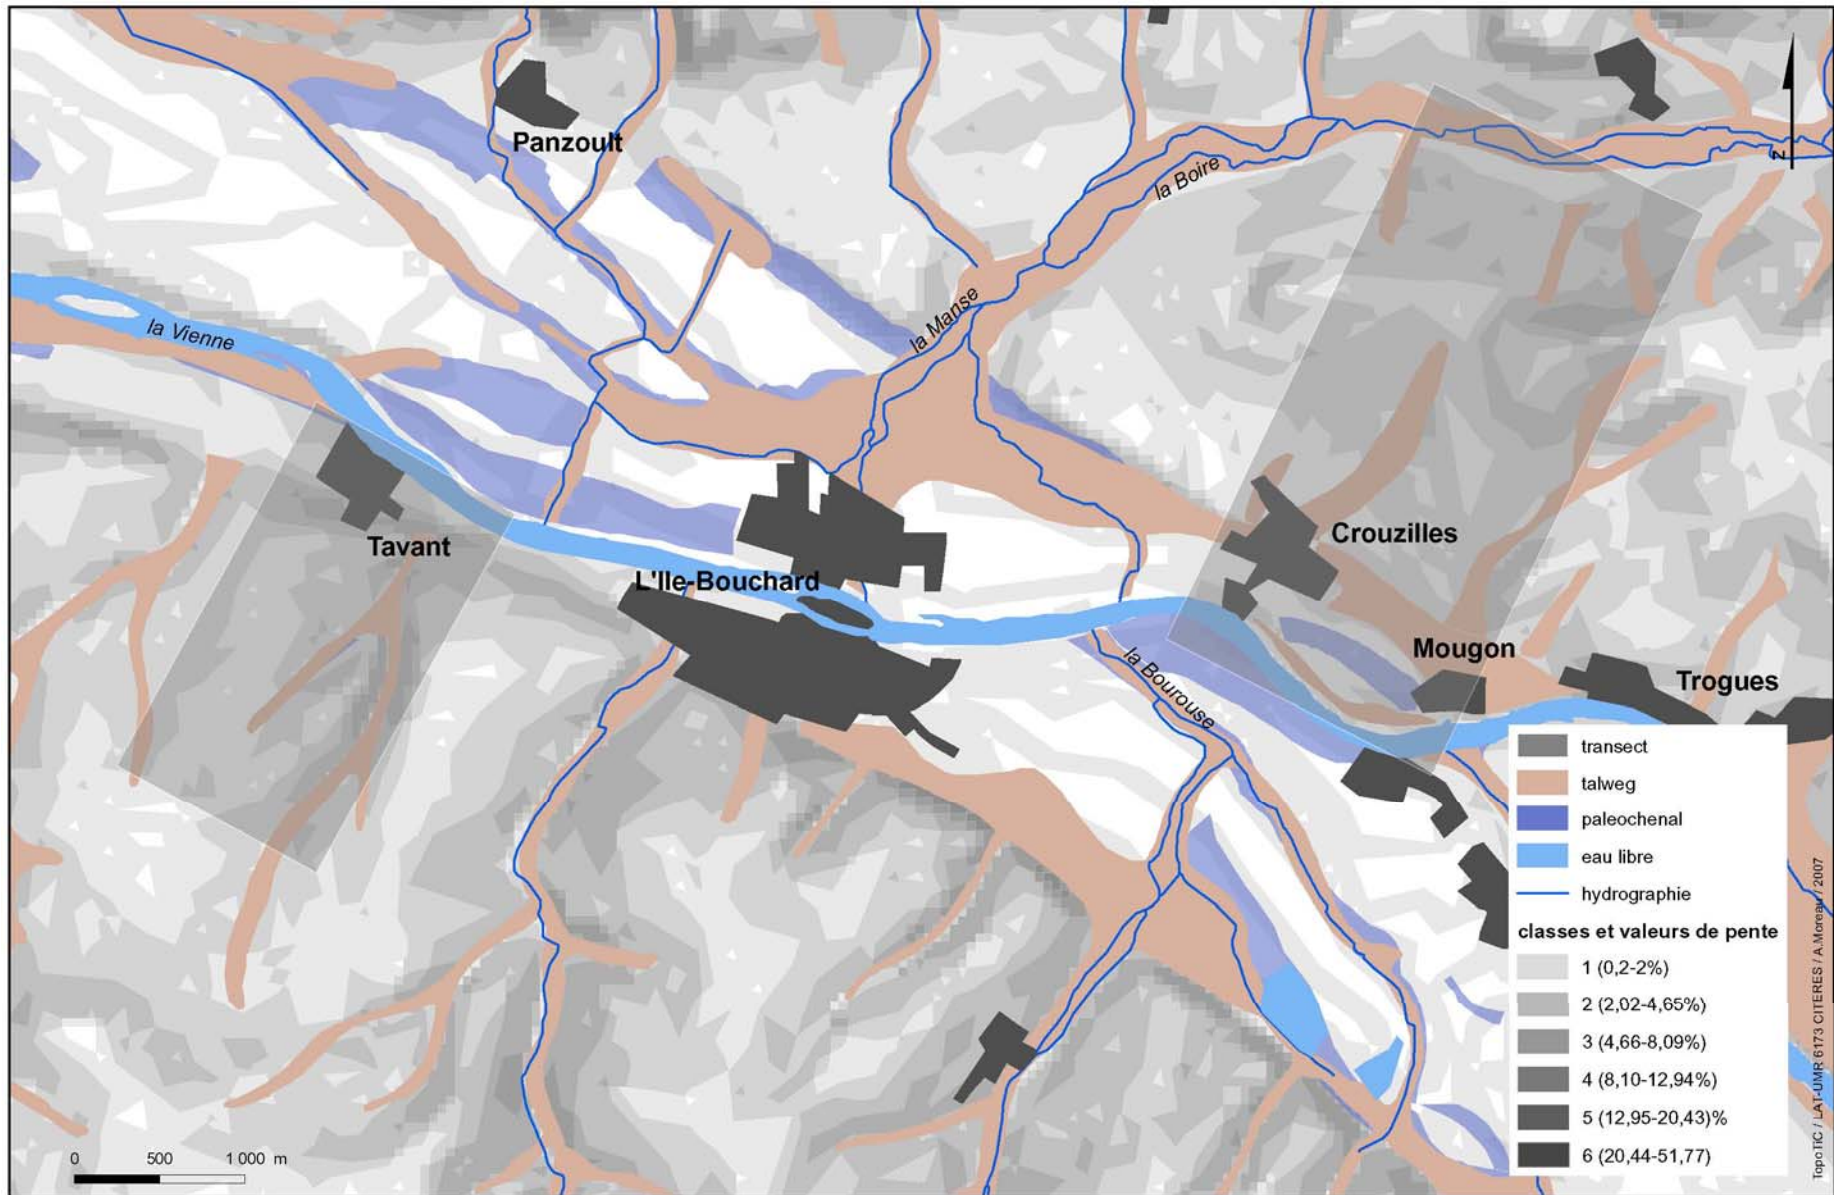 Panzoult
la Boire
z
la Manse
la Vienne
Tavant
Crouzilles
L'Ile-Bouchard
Mougon
la Bourouse
Trogues
transect
talweg
paleochenal
eau libre
hydrographie
classes et valeurs de pente
1 (0,2-2%)
2 (2,02-4,65%)
3 (4,66-8,09%)
4 (8,10-12,94%)
5 (12,95-20,43)%
6 (20,44-51,77)
0 500 1 000 m
TopoTiC / LAT-UMR 6173 CITERES / A.Moreau / 2007